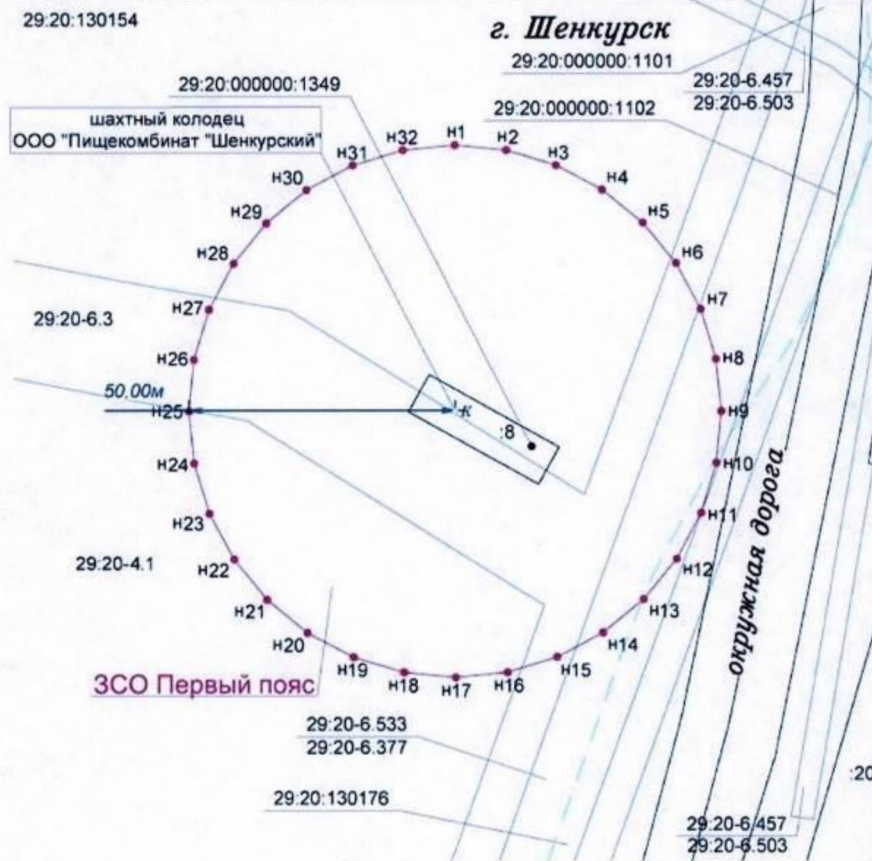 29:20:130154
г. Шенкурск
29:20:000000:1101
29:20:000000:1349
29:20-6.457
29:20-6.503
29:20:000000:1102
шахтный колодец
ООО "Пищекомбинат "Шенкурский"
н1
н2
н3
н4
н5
н6
н7
н8
н9
н10
н11
н12
н13
н14
н15
н16
н17
н18
н19
н20
н21
н22
н23
н24
н25
н26
н27
н28
н29
н30
н31
н32
29:20-6.3
50,00м
к
:8
окружная дорога
29:20-4.1
ЗСО Первый пояс
29:20-6.533
29:20-6.377
29:20:130176
:20
29:20-6.457
29:20-6.503